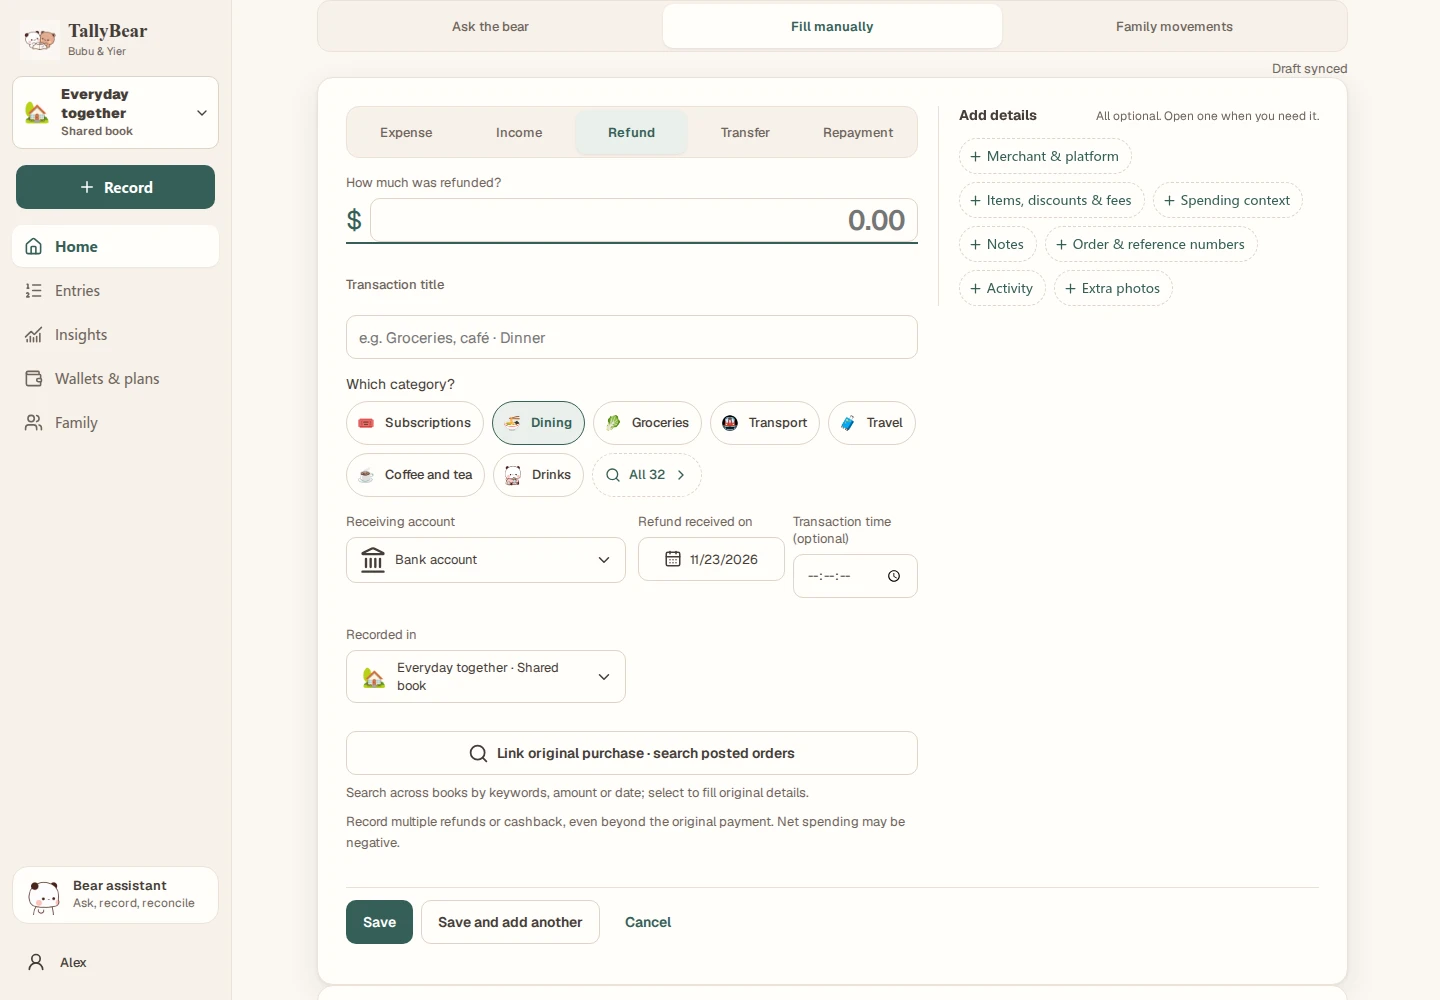 TallyBear
Bubu & Yier
Everyday
together
Shared book
+ Record
Home
Entries
Insights
Wallets & plans
Family
Bear assistant
Ask, record, reconcile
Alex
Ask the bear
Fill manually
Family movements
Draft synced
Expense
Income
Refund
Transfer
Repayment
How much was refunded?
$ 0.00
Transaction title
e.g. Groceries, café · Dinner
Which category?
Subscriptions
Dining
Groceries
Transport
Travel
Coffee and tea
Drinks
All 32
Receiving account
Bank account
Refund received on
11/23/2026
Transaction time
(optional)
--:--:--
Recorded in
Everyday together · Shared
book
Link original purchase · search posted orders
Search across books by keywords, amount or date; select to fill original details.
Record multiple refunds or cashback, even beyond the original payment. Net spending may be
negative.
Save
Save and add another
Cancel
Add details
All optional. Open one when you need it.
+ Merchant & platform
+ Items, discounts & fees
+ Spending context
+ Notes
+ Order & reference numbers
+ Activity
+ Extra photos